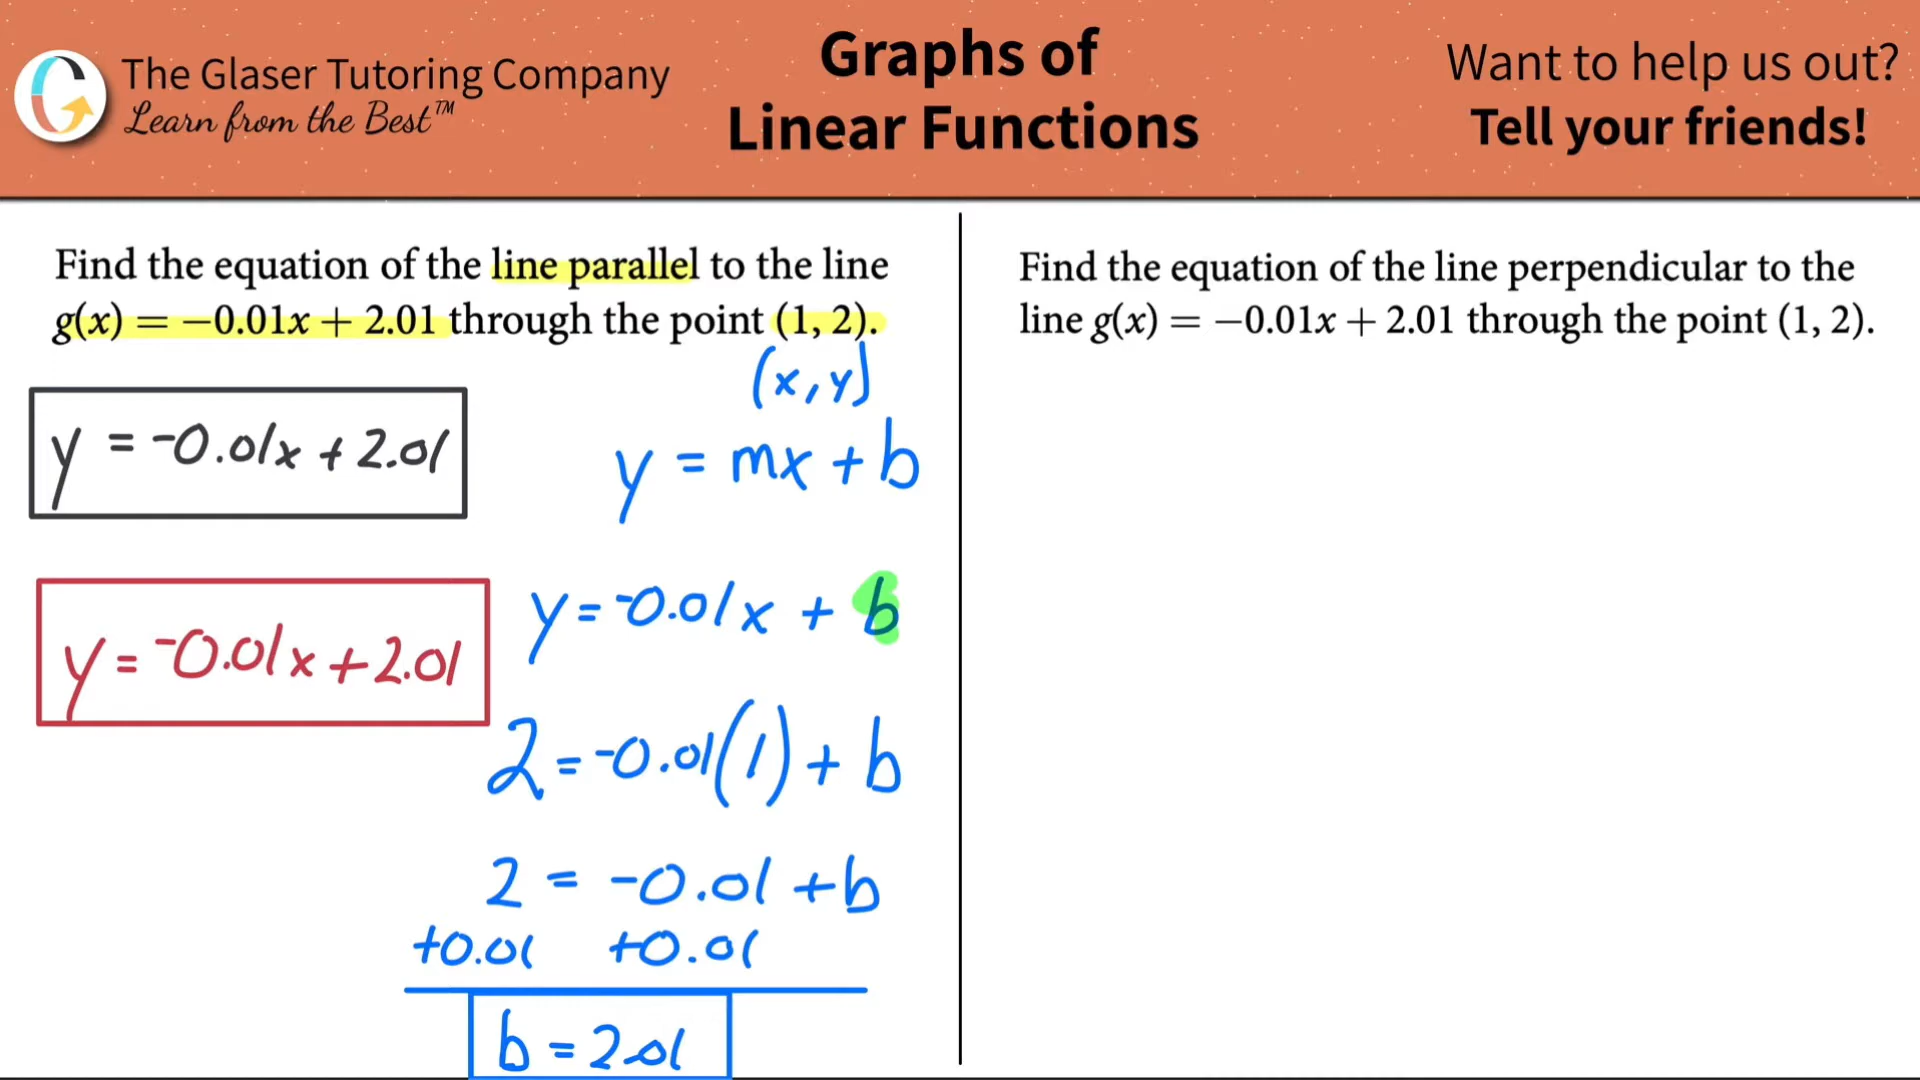 The Glaser Tutoring Company
Learn from the Best™
Graphs of
Linear Functions
Want to help us out?
Tell your friends!
Find the equation of the line parallel to the line
g(x) = −0.01x + 2.01 through the point (1, 2).
(x, y)
y = -0.01x + 2.01
y = mx + b
y = -0.01x + b
y = -0.01x + 2.01
2 = -0.01(1) + b
2 = -0.01 + b
+0.01 +0.01
b = 2.01
Find the equation of the line perpendicular to the
line g(x) = −0.01x + 2.01 through the point (1, 2).